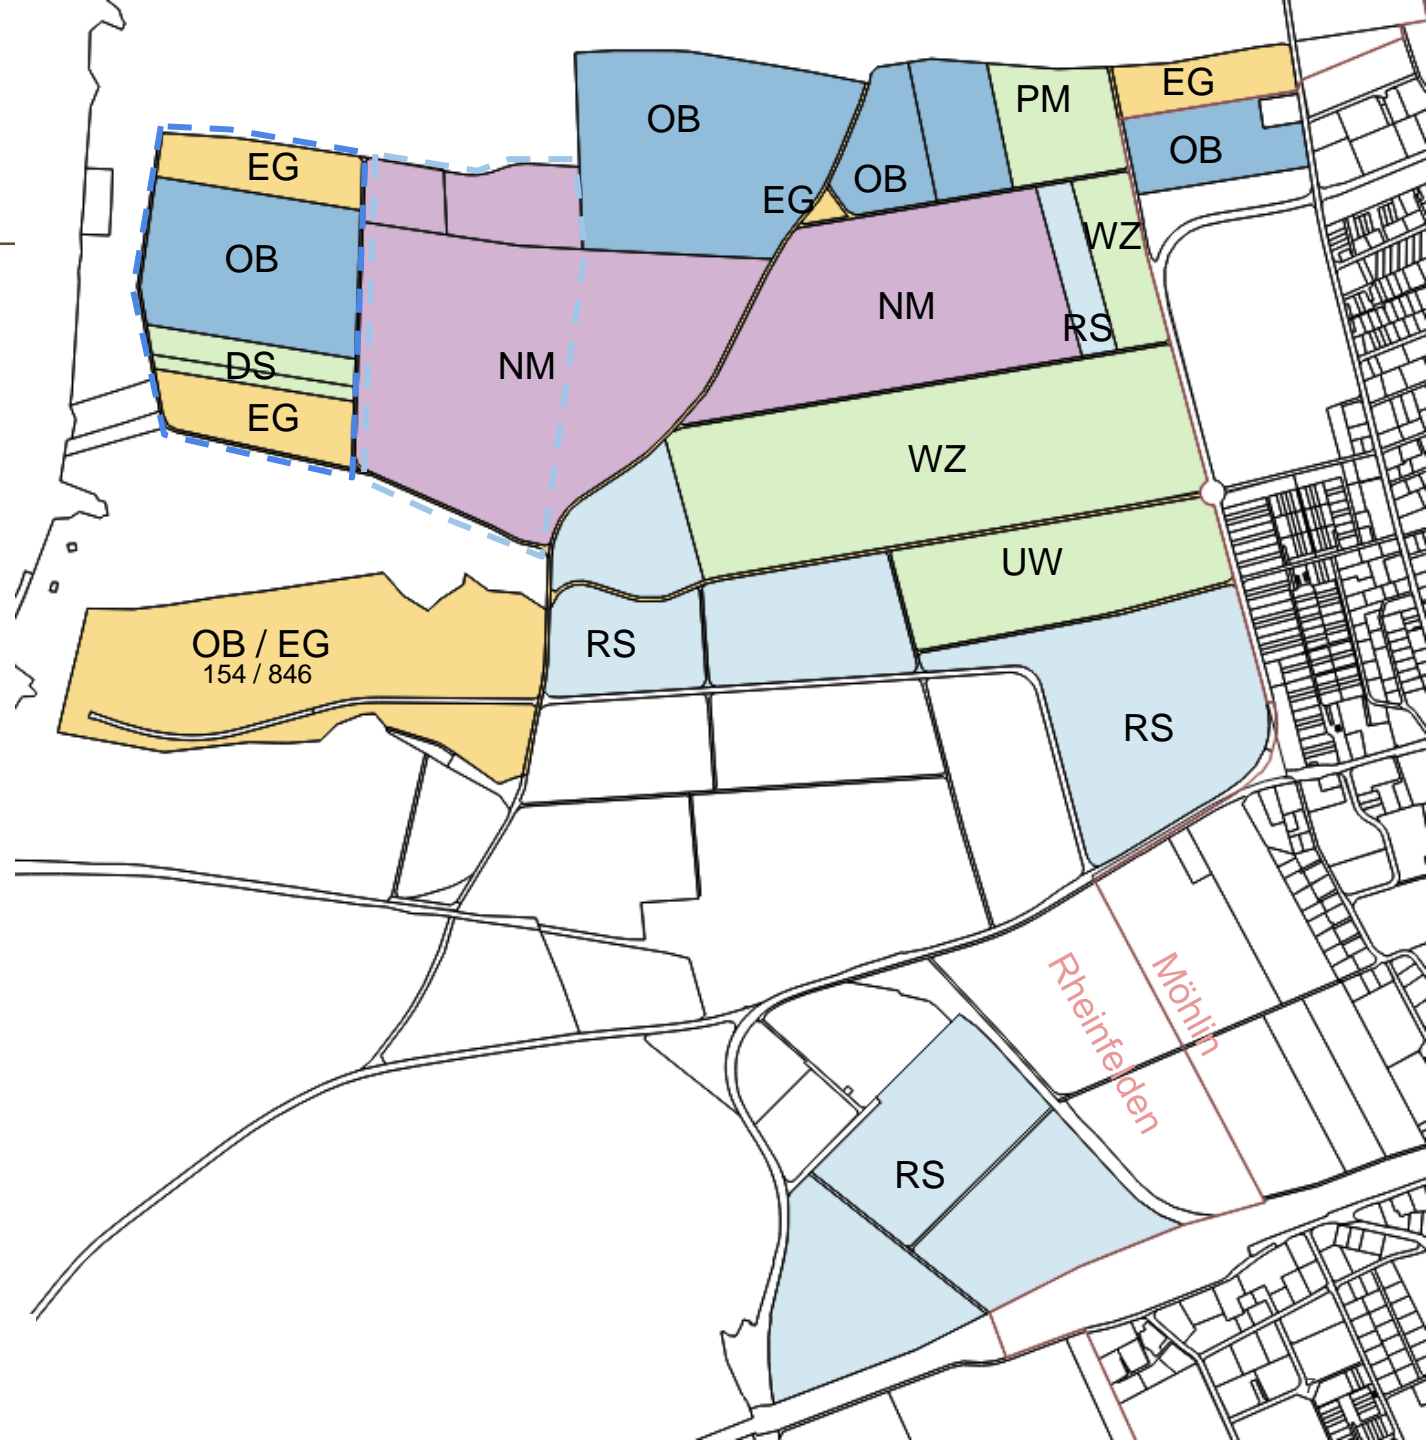 EG
OB
PM
EG
OB
OB
EG
OB
DS
EG
NM
NM
WZ
RS
WZ
UW
OB / EG
154 / 846
RS
RS
Rheinfelden
Möhlin
RS